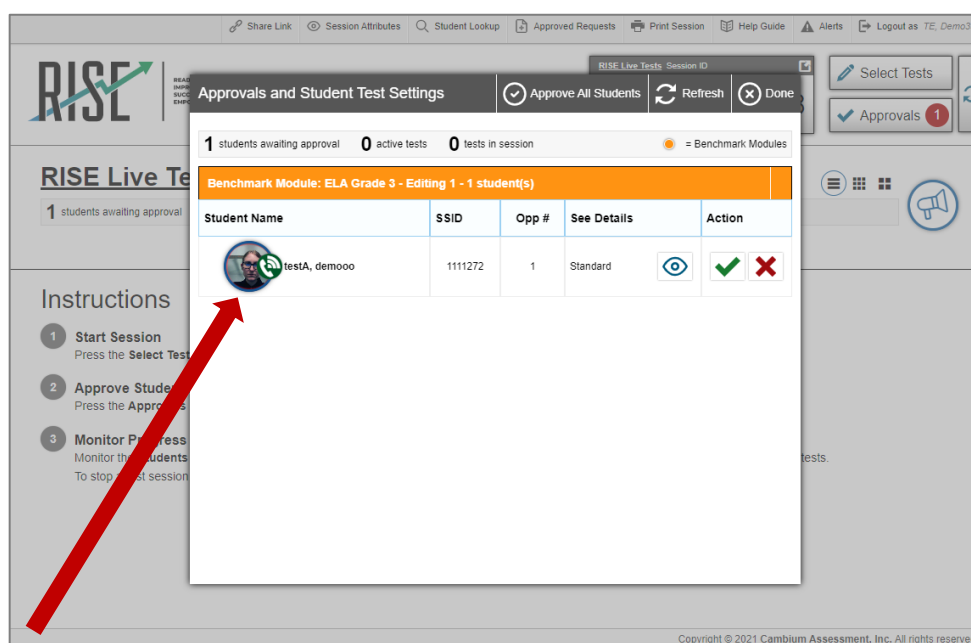 Share Link Session Attributes Student Lookup Approved Requests Print Session Help Guide Alerts Logout as TE, Demo3
RISE
RISE Live Tests Session ID
Select Tests
Approvals 1
Approvals and Student Test Settings Approve All Students Refresh Done
1 students awaiting approval 0 active tests 0 tests in session = Benchmark Modules
RISE Live Te
1 students awaiting approval
Benchmark Module: ELA Grade 3 - Editing 1 - 1 student(s)
Student Name SSID Opp # See Details Action
testA, demooo 1111272 1 Standard
Instructions
1 Start Session
Press the Select Test
2 Approve Stude
Press the Approvals
3 Monitor Progress
Monitor the Students tests.
To stop a test session
Copyright © 2021 Cambium Assessment, Inc. All rights reserve